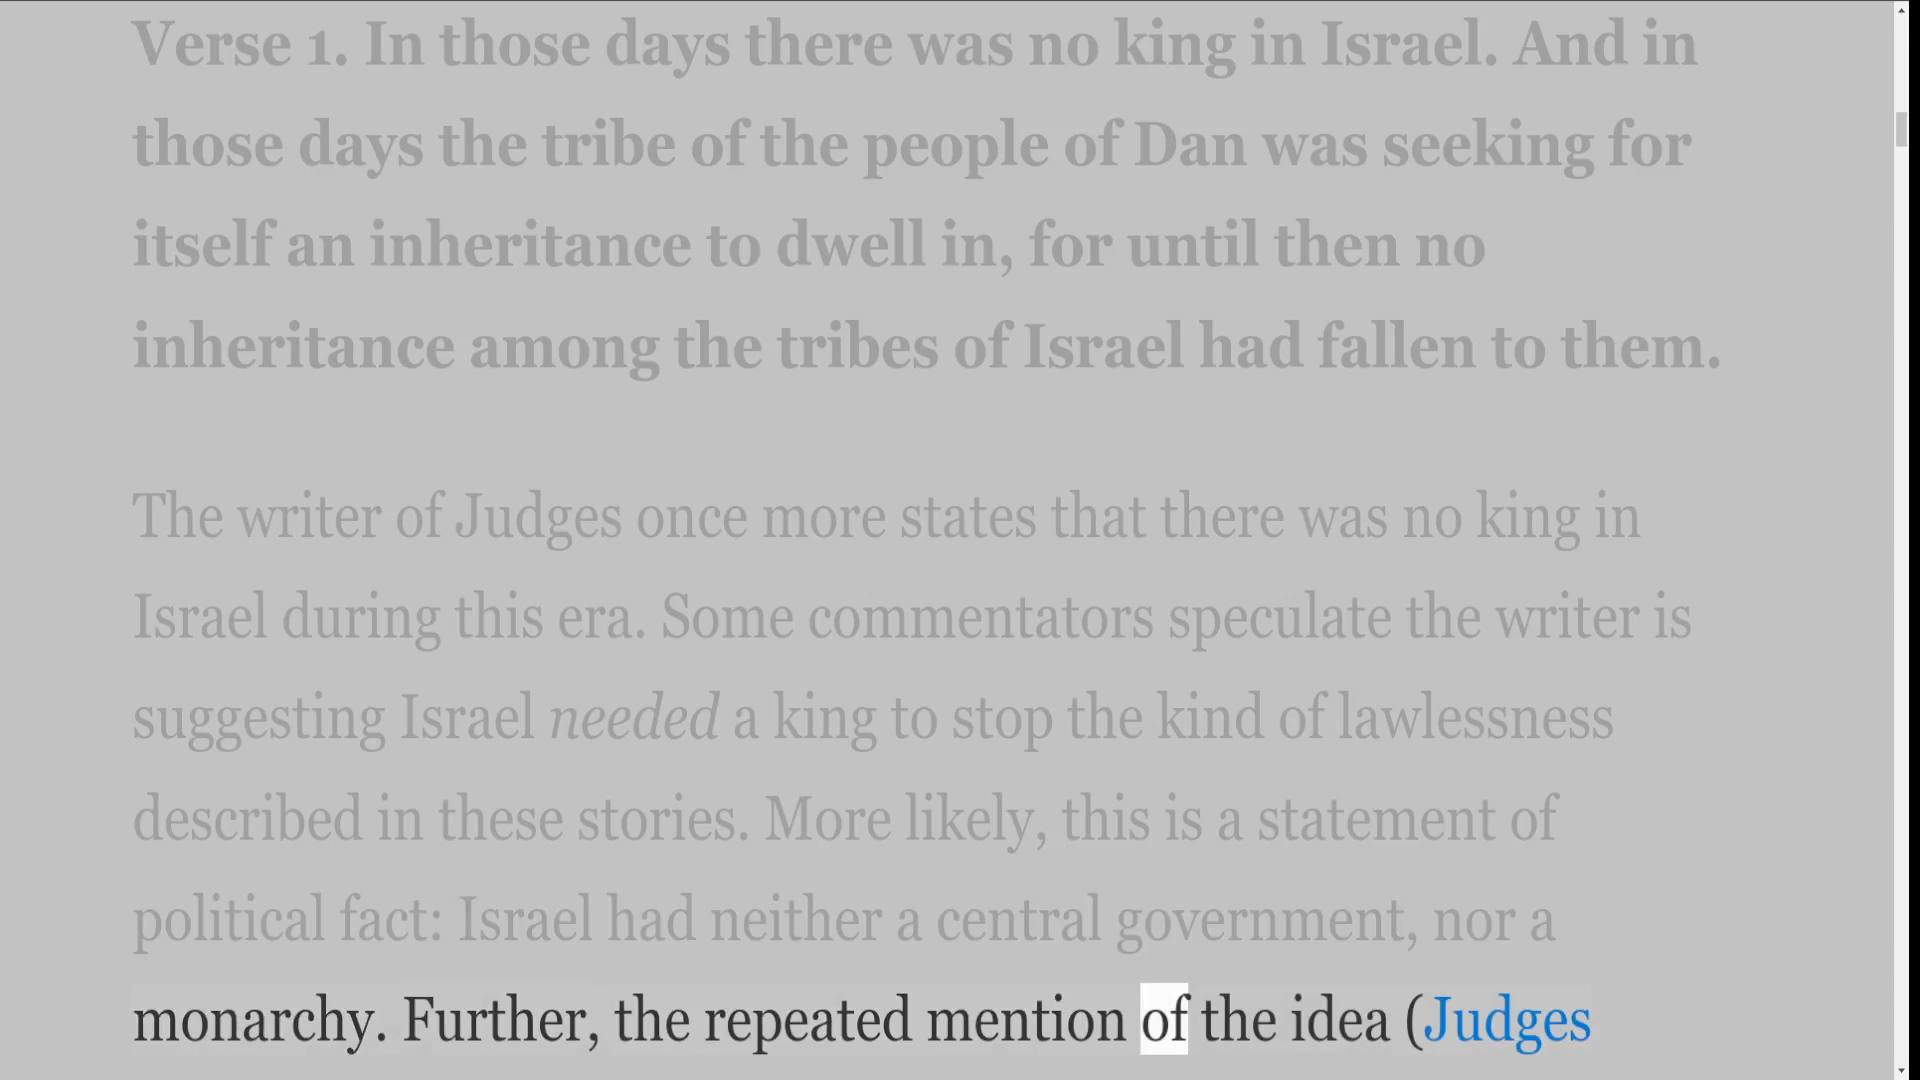 Verse 1. In those days there was no king in Israel. And in
those days the tribe of the people of Dan was seeking for
itself an inheritance to dwell in, for until then no
inheritance among the tribes of Israel had fallen to them.
The writer of Judges once more states that there was no king in
Israel during this era. Some commentators speculate the writer is
suggesting Israel needed a king to stop the kind of lawlessness
described in these stories. More likely, this is a statement of
political fact: Israel had neither a central government, nor a
monarchy. Further, the repeated mention of the idea (Judges